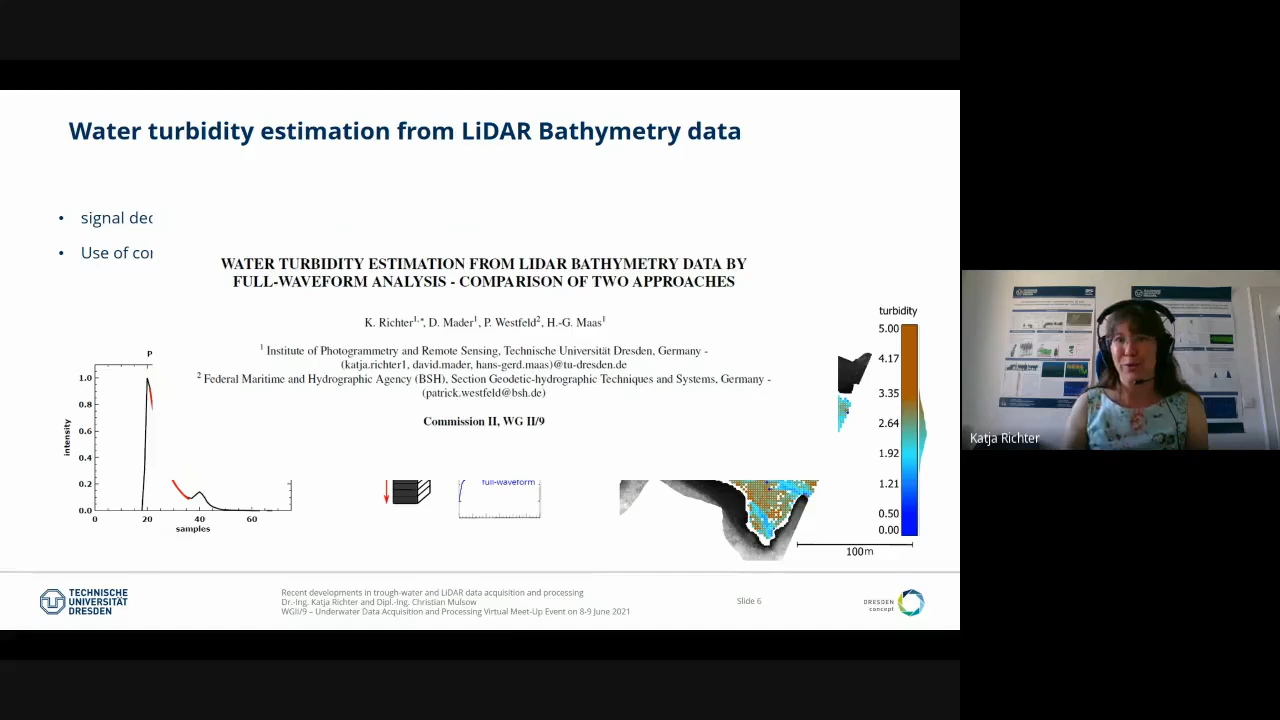 Water turbidity estimation from LiDAR Bathymetry data
• signal dec
• Use of con
WATER TURBIDITY ESTIMATION FROM LIDAR BATHYMETRY DATA BY
FULL-WAVEFORM ANALYSIS - COMPARISON OF TWO APPROACHES
K. Richter1,*, D. Mader1, P. Westfeld2, H.-G. Maas1
1 Institute of Photogrammetry and Remote Sensing, Technische Universität Dresden, Germany -
(katja.richter1, david.mader, hans-gerd.maas)@tu-dresden.de
2 Federal Maritime and Hydrographic Agency (BSH), Section Geodetic-hydrographic Techniques and Systems, Germany -
(patrick.westfeld@bsh.de)
Commission II, WG II/9
P
1.0
0.8
0.6
0.4
0.2
0.0
intensity
0 20 40 60
samples
full-waveform
turbidity
5.00
4.17
3.35
2.64
1.92
1.21
0.50
0.00
100m
Katja Richter
TECHNISCHE
UNIVERSITÄT
DRESDEN
Recent developments in trough-water and LiDAR data acquisition and processing
Dr.-Ing. Katja Richter and Dipl.-Ing. Christian Mulsow
WGII/9 – Underwater Data Acquisition and Processing Virtual Meet-Up Event on 8-9 June 2021
Slide 6
DRESDEN
concept